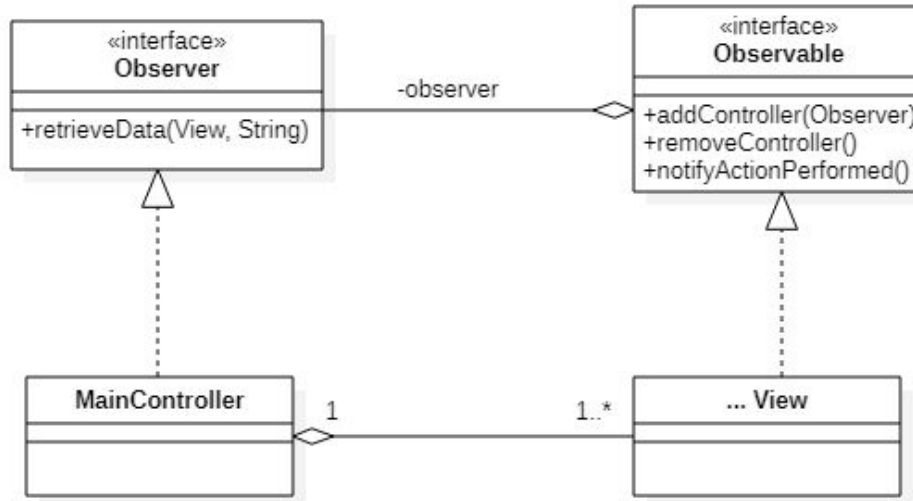 «interface»
Observer
+retrieveData(View, String)
-observer
«interface»
Observable
+addController(Observer)
+removeController()
+notifyActionPerformed()
MainController
1
1..*
... View